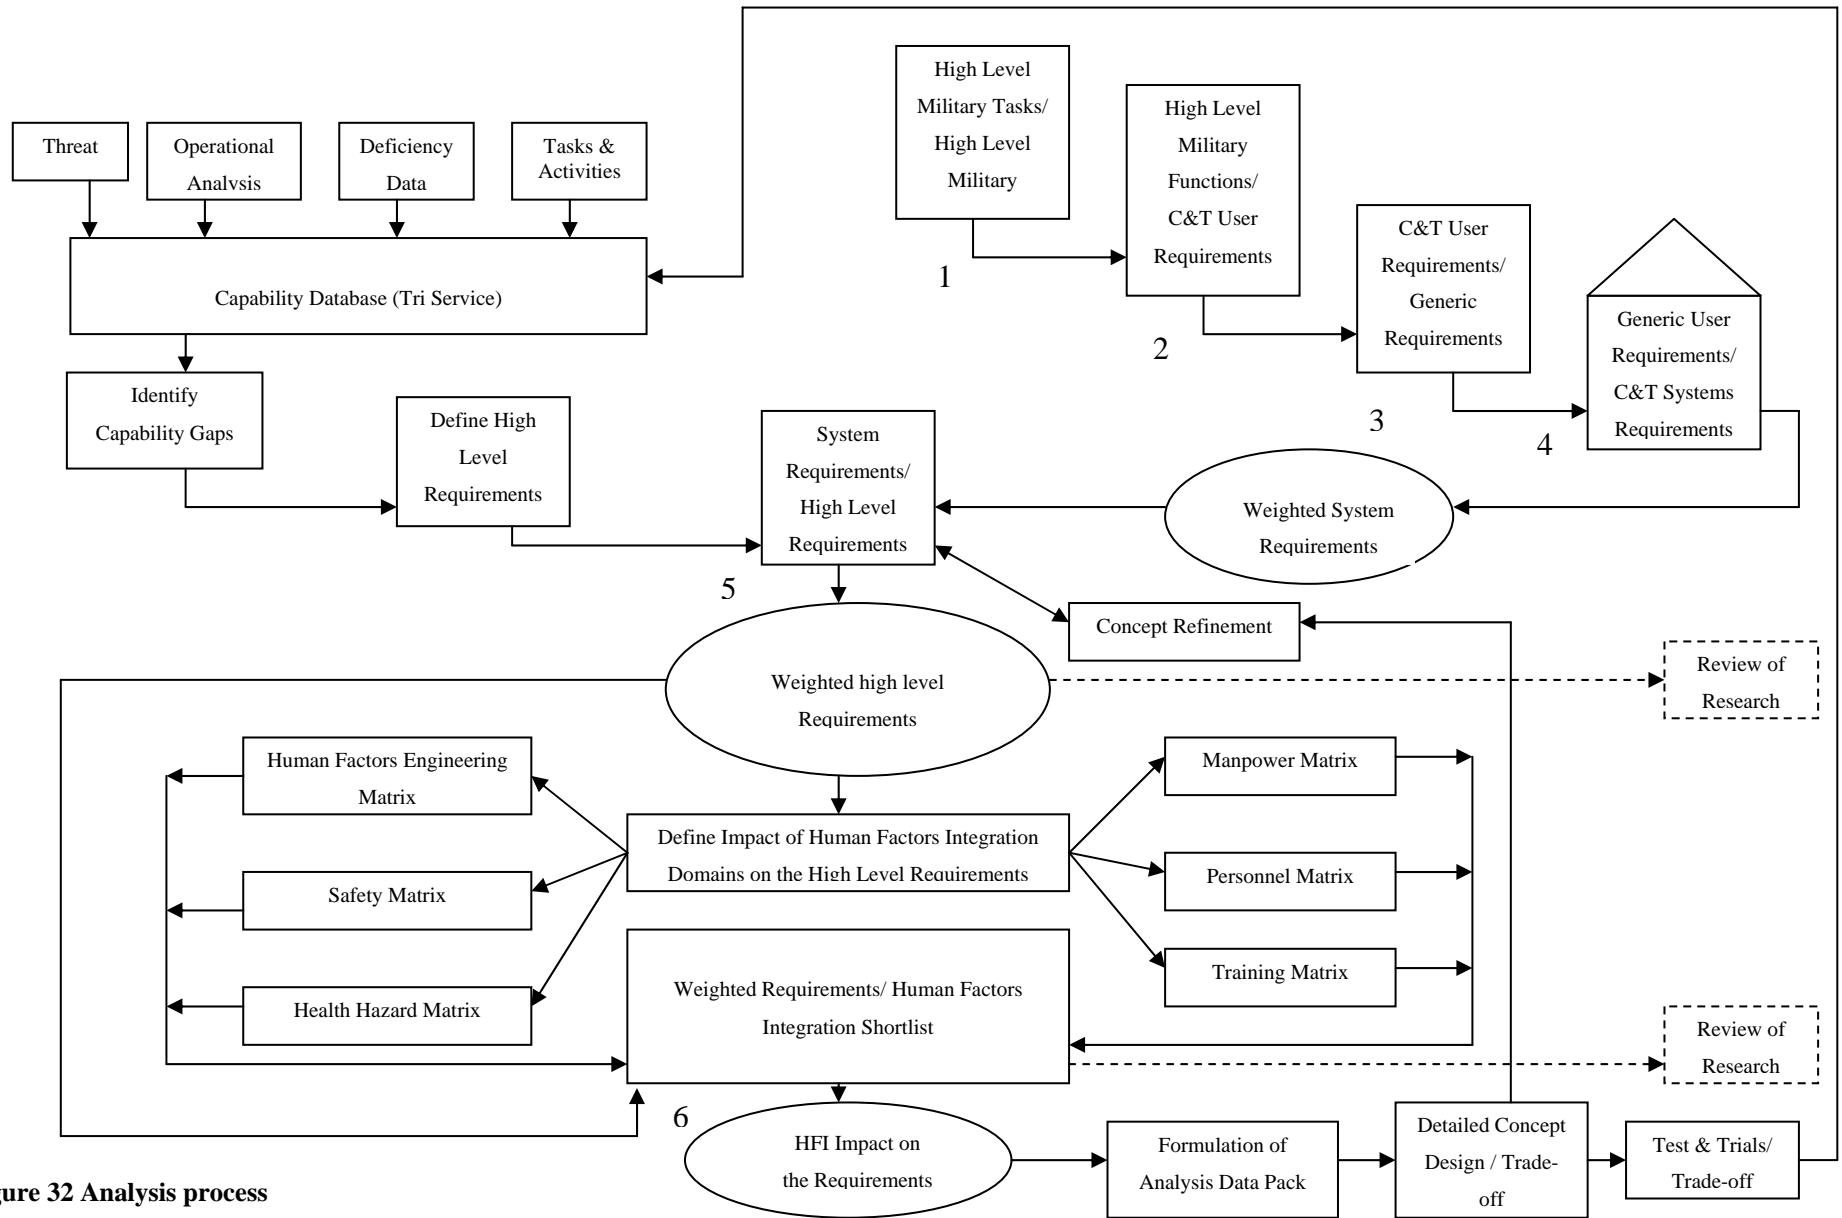 High Level
Military Tasks/
High Level
Military
High Level
Military
Functions/
C&T User
Requirements
Threat
Operational
Analysis
Deficiency
Data
Tasks &
Activities
C&T User
Requirements/
Generic
Requirements
1
Capability Database (Tri Service)
2
Generic User
Requirements/
C&T Systems
Requirements
Identify
Capability Gaps
Define High
Level
Requirements
System
Requirements/
High Level
Requirements
3
4
Weighted System
Requirements
5
Concept Refinement
Weighted high level
Requirements
Review of
Research
Human Factors Engineering
Matrix
Manpower Matrix
Define Impact of Human Factors Integration
Domains on the High Level Requirements
Safety Matrix
Personnel Matrix
Health Hazard Matrix
Weighted Requirements/ Human Factors
Integration Shortlist
Training Matrix
Review of
Research
6
HFI Impact on
the Requirements
Formulation of
Analysis Data Pack
Detailed Concept
Design / Trade-
off
Test & Trials/
Trade-off
gure 32 Analysis process